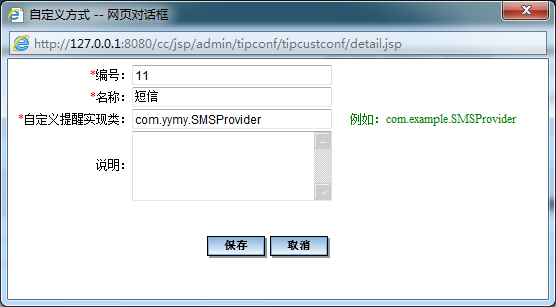 自定义方式 -- 网页对话框
http://127.0.0.1:8080/cc/jsp/admin/tipconf/tipcustconf/detail.jsp
*编号： 11
*名称： 短信
*自定义提醒实现类： com.yymy.SMSProvider 例如：com.example.SMSProvider
说明：
保存 取消